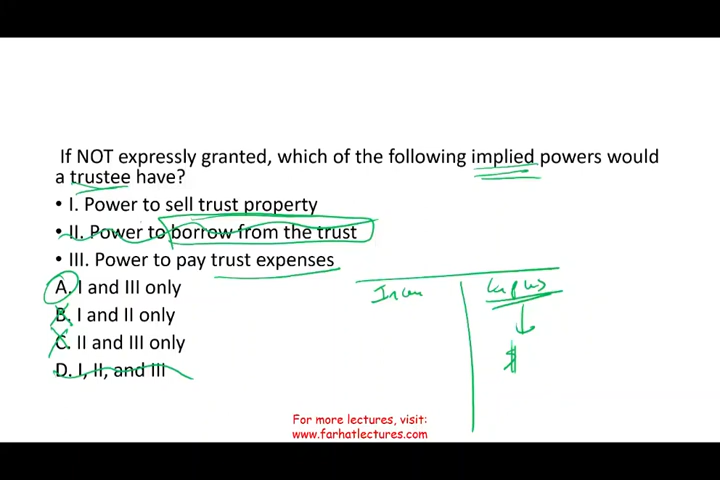 If NOT expressly granted, which of the following implied powers would
a trustee have?
• I. Power to sell trust property
• II. Power to borrow from the trust
• III. Power to pay trust expenses
A. I and III only
B. I and II only
C. II and III only
D. I, II, and III
Corpus
$
For more lectures, visit:
www.farhatlectures.com